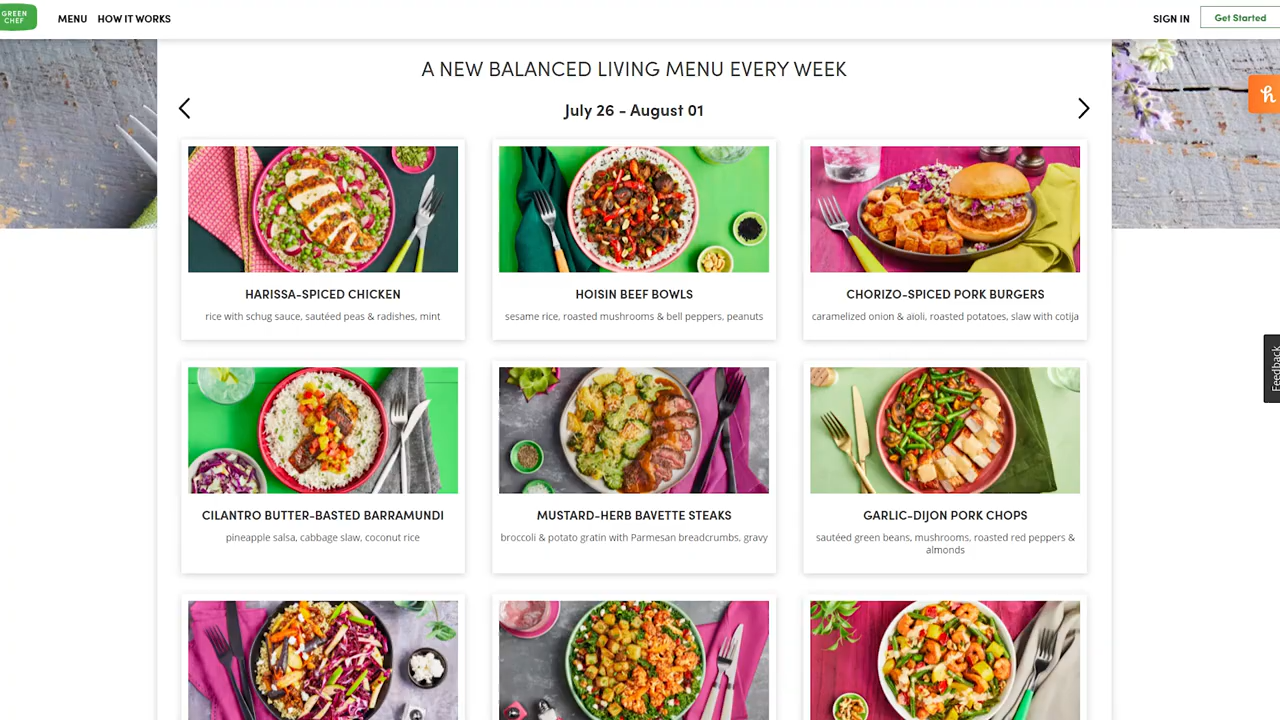 GREEN
CHEF
MENU
HOW IT WORKS
SIGN IN
Get Started
A NEW BALANCED LIVING MENU EVERY WEEK
July 26 - August 01
HARISSA-SPICED CHICKEN
rice with schug sauce, sautéed peas & radishes, mint
HOISIN BEEF BOWLS
sesame rice, roasted mushrooms & bell peppers, peanuts
CHORIZO-SPICED PORK BURGERS
caramelized onion & aioli, roasted potatoes, slaw with cotija
Feedback
CILANTRO BUTTER-BASTED BARRAMUNDI
pineapple salsa, cabbage slaw, coconut rice
MUSTARD-HERB BAVETTE STEAKS
broccoli & potato gratin with Parmesan breadcrumbs, gravy
GARLIC-DIJON PORK CHOPS
sautéed green beans, mushrooms, roasted red peppers &
almonds